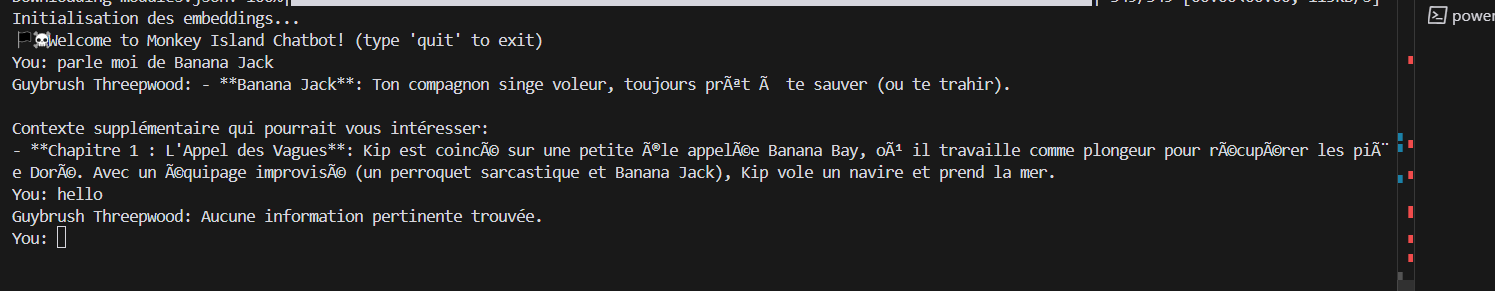 Initialisation des embeddings...
🏴☠️Welcome to Monkey Island Chatbot! (type 'quit' to exit)
You: parle moi de Banana Jack
Guybrush Threepwood: - **Banana Jack**: Ton compagnon singe voleur, toujours prÃªt Ã  te sauver (ou te trahir).
Contexte supplémentaire qui pourrait vous intéresser:
- **Chapitre 1 : L'Appel des Vagues**: Kip est coincÃ© sur une petite Ã®le appelÃ©e Banana Bay, oÃ¹ il travaille comme plongeur pour rÃ©cupÃ©rer les piÃ¨
e DorÃ©. Avec un Ã©quipage improvisÃ© (un perroquet sarcastique et Banana Jack), Kip vole un navire et prend la mer.
You: hello
Guybrush Threepwood: Aucune information pertinente trouvée.
You:
power